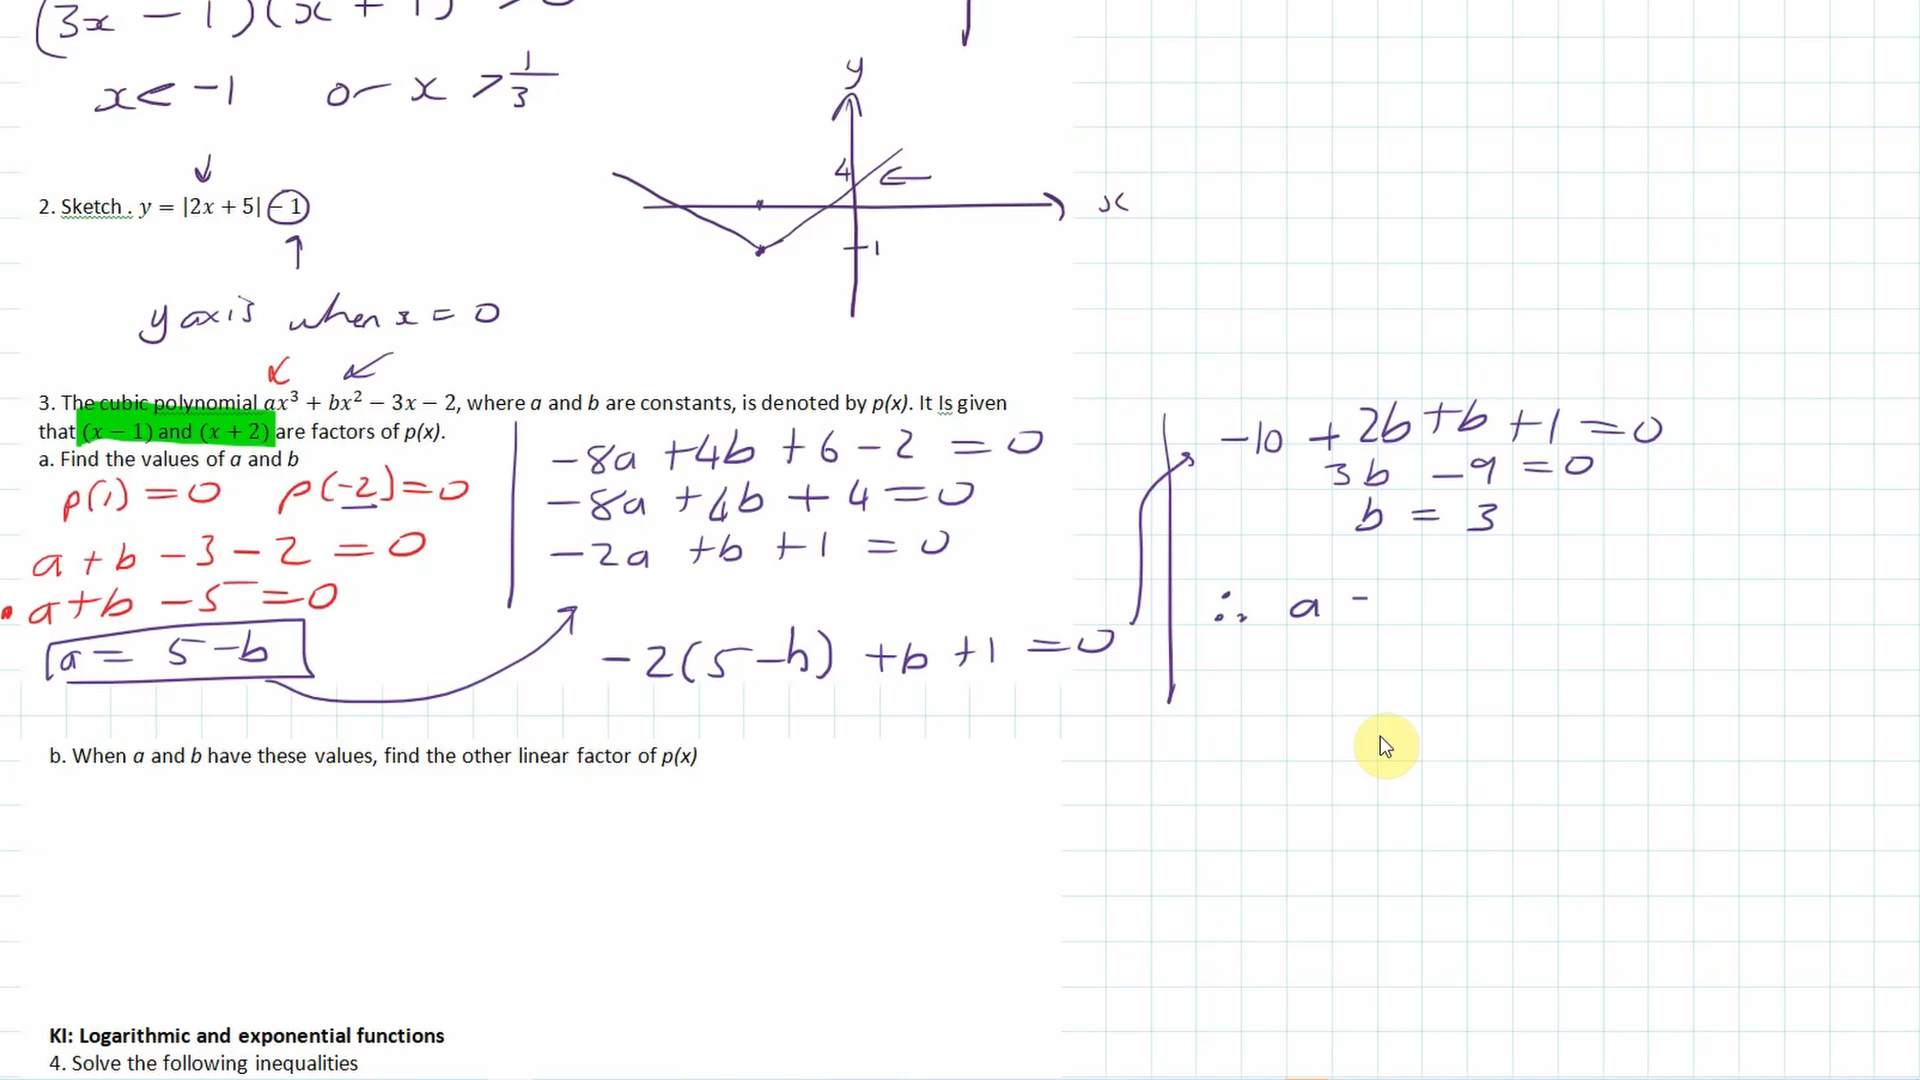 (3x - 1)(x + 1) > 0
x < -1 or x > 1/3
y
4
x
-1
2. Sketch . y = |2x + 5| - 1
y axis when x = 0
3. The cubic polynomial ax³ + bx² − 3x − 2, where a and b are constants, is denoted by p(x). It Is given
that (x − 1) and (x + 2) are factors of p(x).
a. Find the values of a and b
p(1) = 0 p(-2) = 0
a + b - 3 - 2 = 0
a + b - 5 = 0
a = 5 - b
-8a + 4b + 6 - 2 = 0
-8a + 4b + 4 = 0
-2a + b + 1 = 0
-2(5 - b) + b + 1 = 0
-10 + 2b + b + 1 = 0
3b - 9 = 0
b = 3
∴ a -
b. When a and b have these values, find the other linear factor of p(x)
KI: Logarithmic and exponential functions
4. Solve the following inequalities